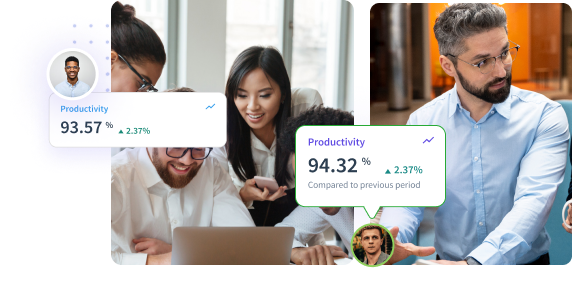 Productivity
93.57 % ▲ 2.37%
Productivity
94.32 % ▲ 2.37%
Compared to previous period